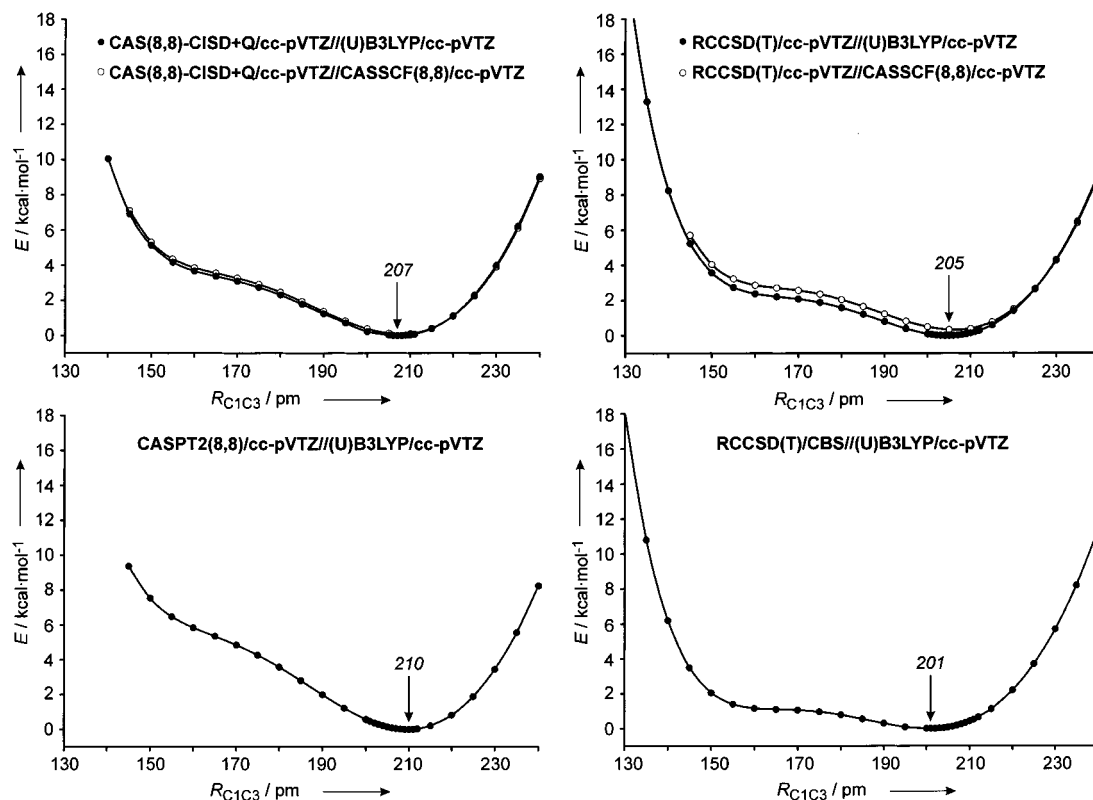 CAS(8,8)-CISD+Q/cc-pVTZ//(U)B3LYP/cc-pVTZ
CAS(8,8)-CISD+Q/cc-pVTZ//CASSCF(8,8)/cc-pVTZ
18
16
14
12
10
8
6
4
2
0
E / kcal·mol⁻¹
207
130 150 170 190 210 230
R C1C3 / pm
RCCSD(T)/cc-pVTZ//(U)B3LYP/cc-pVTZ
RCCSD(T)/cc-pVTZ//CASSCF(8,8)/cc-pVTZ
18
16
14
12
10
8
6
4
2
0
E / kcal·mol⁻¹
205
130 150 170 190 210 230
R C1C3 / pm
CASPT2(8,8)/cc-pVTZ//(U)B3LYP/cc-pVTZ
18
16
14
12
10
8
6
4
2
0
E / kcal·mol⁻¹
210
130 150 170 190 210 230
R C1C3 / pm
RCCSD(T)/CBS//(U)B3LYP/cc-pVTZ
18
16
14
12
10
8
6
4
2
0
E / kcal·mol⁻¹
201
130 150 170 190 210 230
R C1C3 / pm